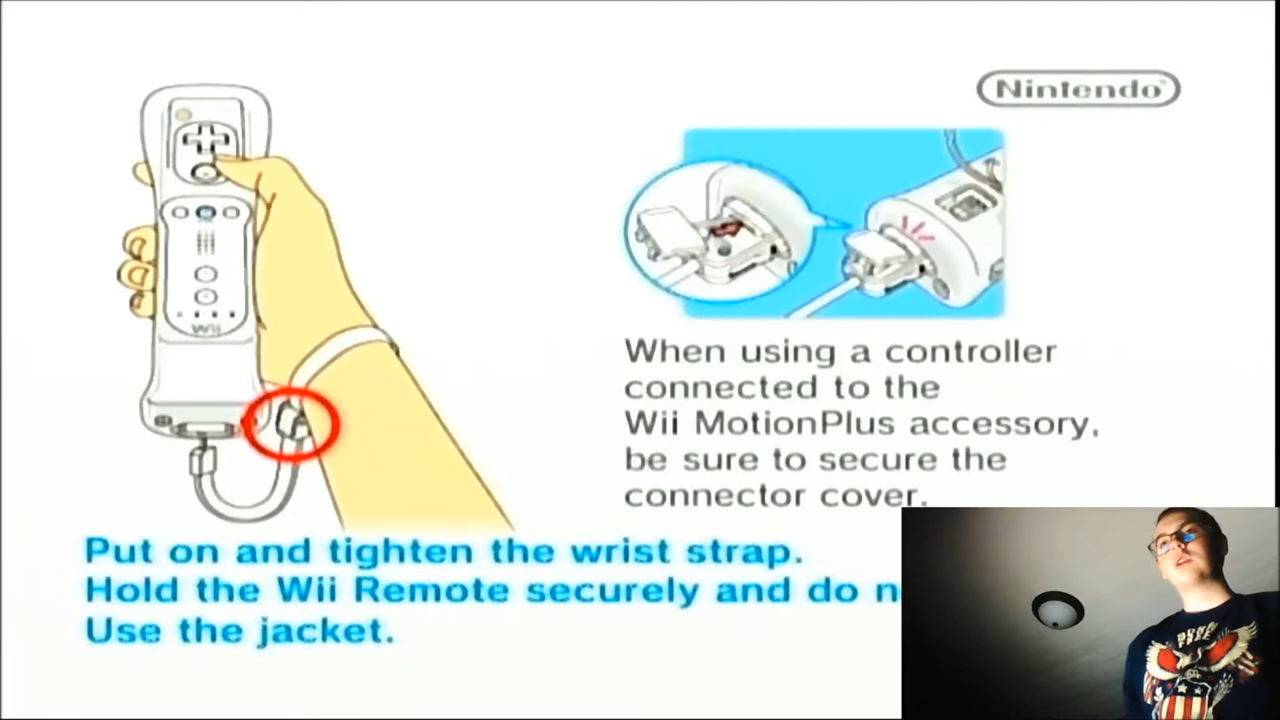 Nintendo
Wii
When using a controller
connected to the
Wii MotionPlus accessory,
be sure to secure the
connector cover.
Put on and tighten the wrist strap.
Hold the Wii Remote securely and do n
Use the jacket.